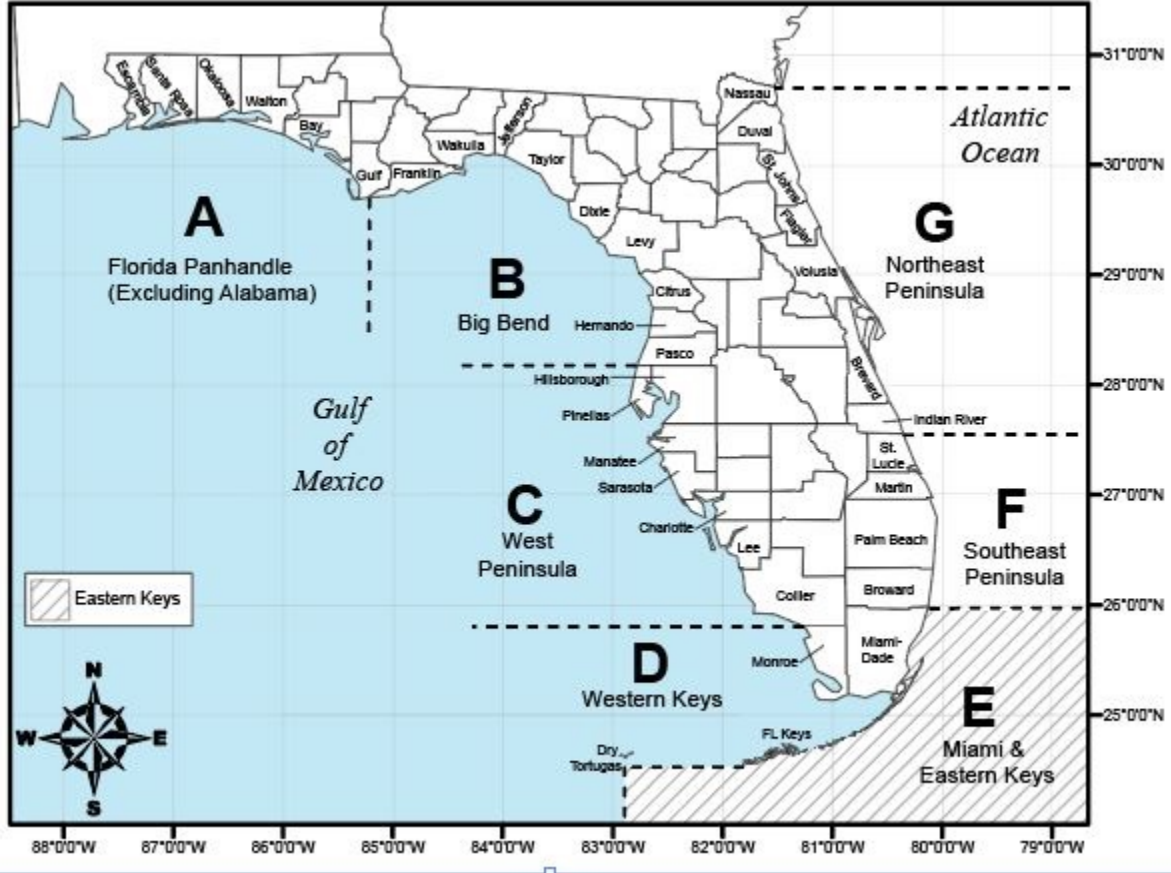 31°0'0"N
Escambia
Santa Rosa
Okaloosa
Walton
Nassau
Atlantic
Ocean
Bay
Jefferson
Duval
Wakulla
30°0'0"N
Taylor
Gulf
Franklin
St. Johns
A
Dixie
Flagler
G
Levy
Florida Panhandle
(Excluding Alabama)
Northeast
Peninsula
29°0'0"N
B
Volusia
Citrus
Big Bend
Hernando
Pasco
Hillsborough
Brevard
28°0'0"N
Gulf
of
Mexico
Pinellas
Indian River
St.
Lucie
Manatee
Sarasota
Martin
27°0'0"N
C
Charlotte
F
West
Peninsula
Lee
Palm Beach
Southeast
Peninsula
Eastern Keys
Collier
Broward
26°0'0"N
D
Miami-
Dade
Monroe
Western Keys
N
W
E
S
E
25°0'0"N
FL Keys
Miami &
Eastern Keys
Dry
Tortugas
88°0'0"W
87°0'0"W
86°0'0"W
85°0'0"W
84°0'0"W
83°0'0"W
82°0'0"W
81°0'0"W
80°0'0"W
79°0'0"W